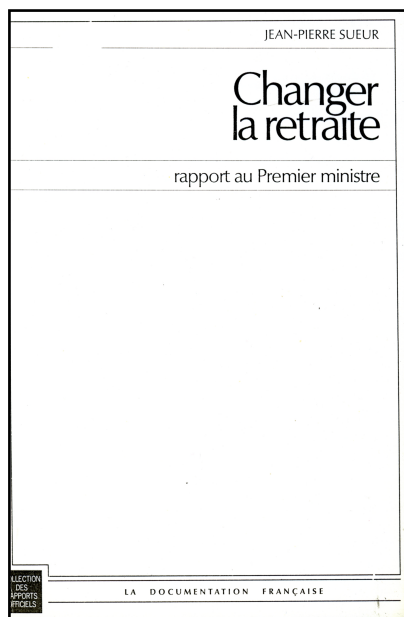 JEAN-PIERRE SUEUR
Changer
la retraite
rapport au Premier ministre
LLECTION
DES
APPORTS
FFICIELS
LA DOCUMENTATION FRANÇAISE